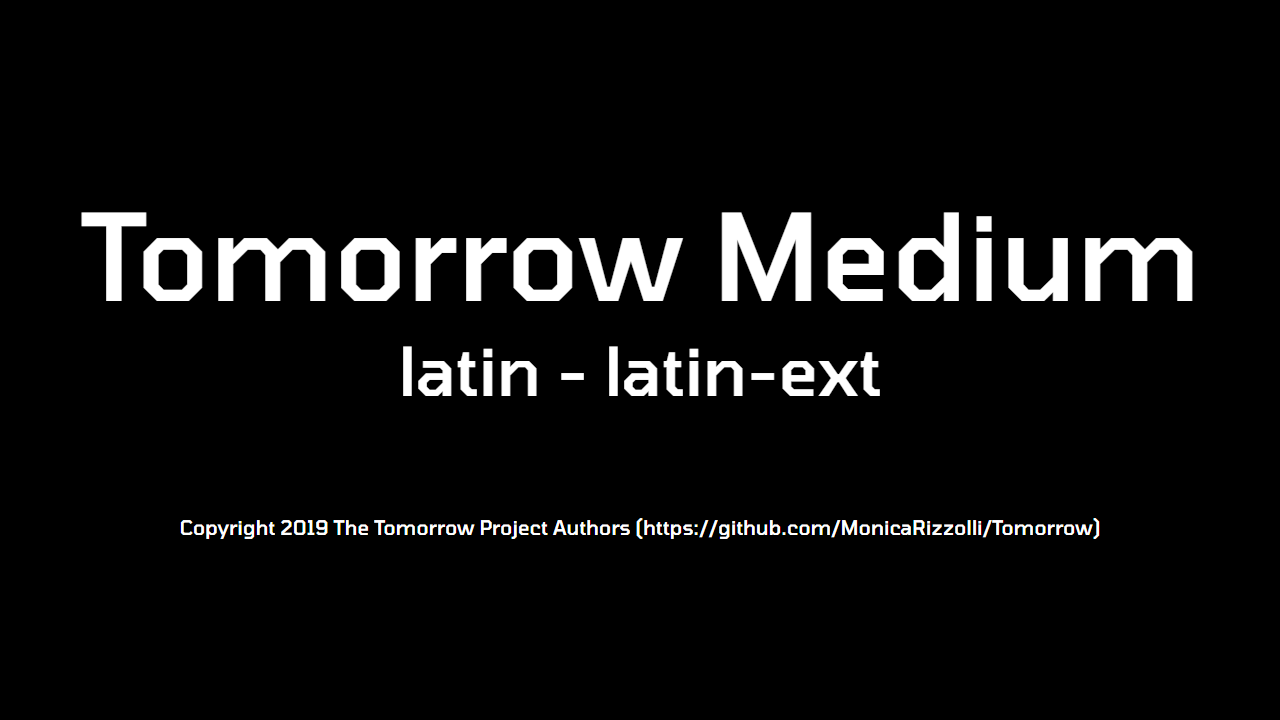 Tomorrow Medium
latin - latin-ext
Copyright 2019 The Tomorrow Project Authors (https://github.com/MonicaRizzolli/Tomorrow)